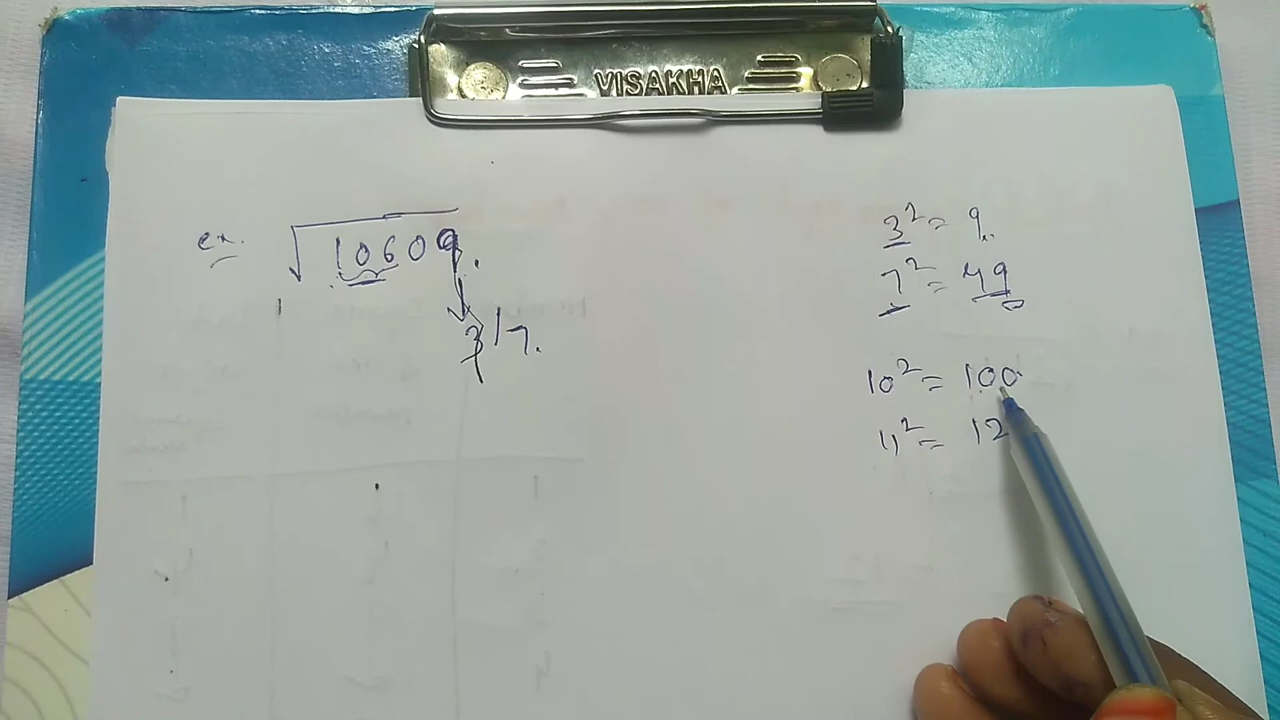 VISAKHA
ex. √10609.
3/7.
3² = 9.
7² = 49
10² = 100
11² = 12